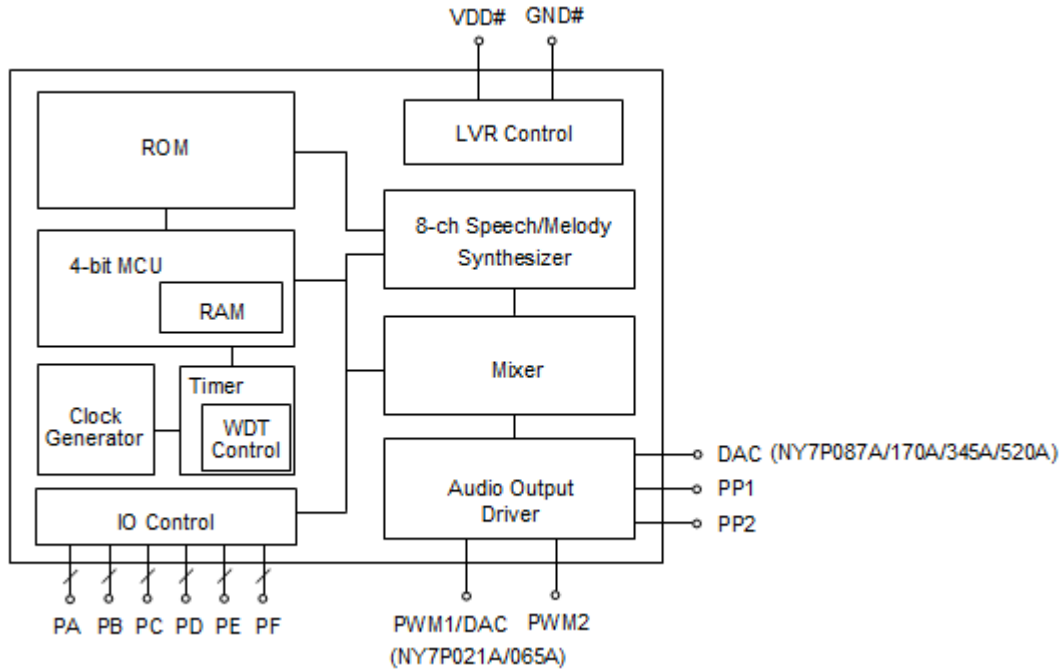 VDD# GND#
ROM
LVR Control
8-ch Speech/Melody
Synthesizer
4-bit MCU
RAM
Mixer
Timer
Clock
Generator
WDT
Control
DAC (NY7P087A/170A/345A/520A)
Audio Output
Driver
PP1
PP2
IO Control
PA PB PC PD PE PF
PWM1/DAC PWM2
(NY7P021A/065A)